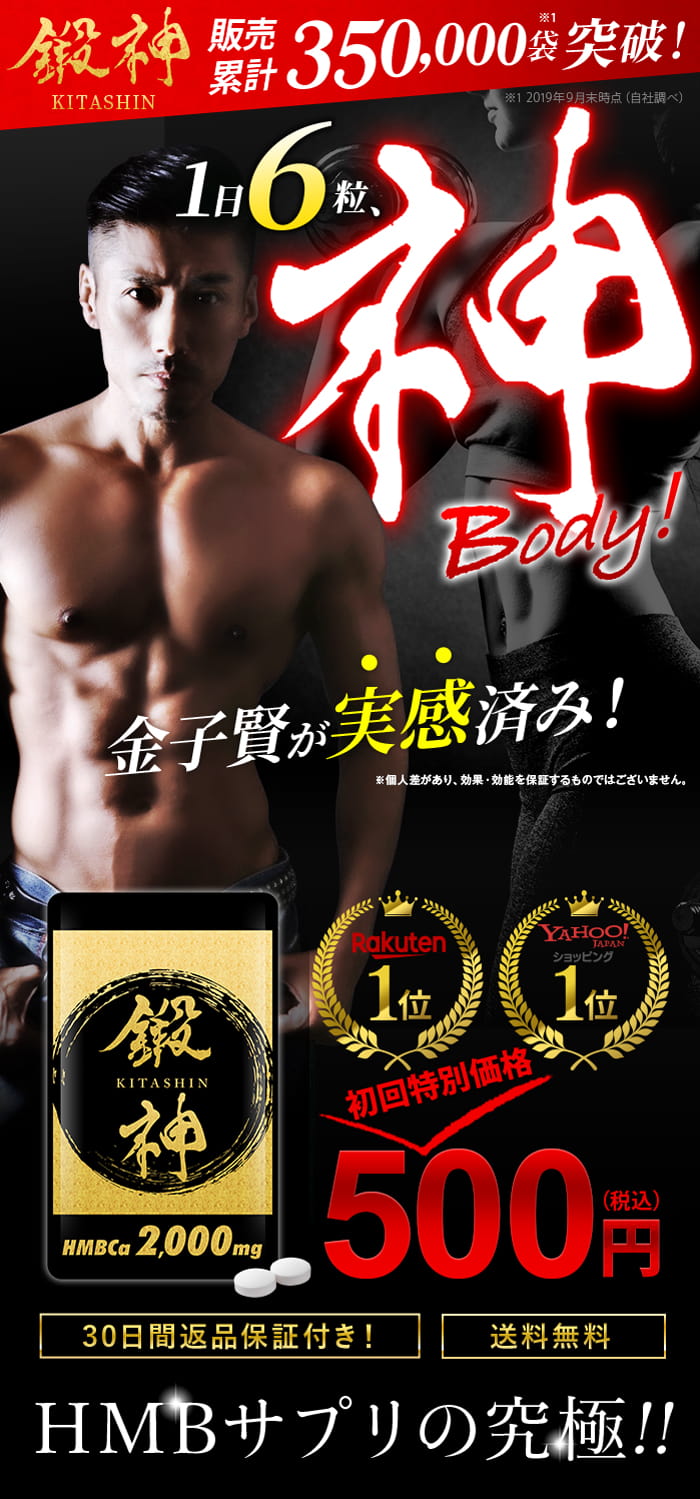 鍛神
KITASHIN
販売
累計
350,000袋突破!
※1
※1 2019年9月末時点（自社調べ）
1日6粒、
神
Body!
金子賢が実感済み!
※個人差があり、効果・効能を保証するものではございません。
鍛
KITASHIN
神
HMBCa 2,000mg
Rakuten
1位
YAHOO!
JAPAN
ショッピング
1位
初回特別価格
500円
（税込）
30日間返品保証付き!
送料無料
HMBサプリの究極!!